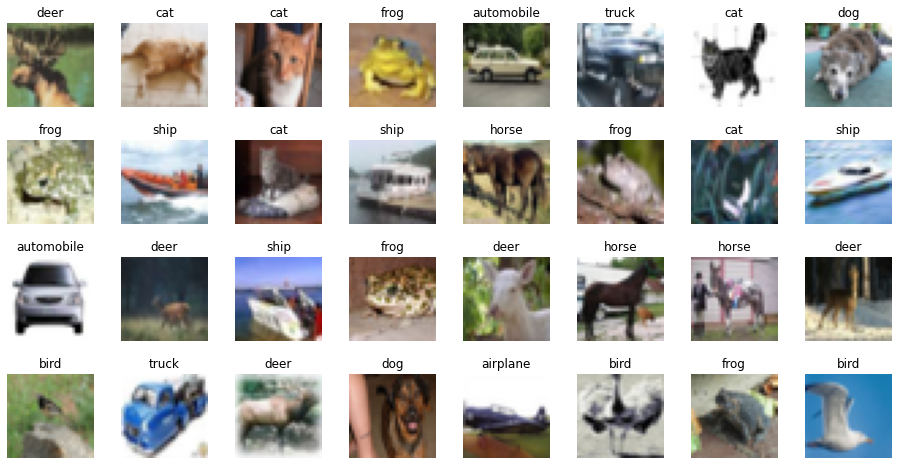 deer cat cat frog automobile truck cat dog
frog ship cat ship horse frog cat ship
automobile deer ship frog deer horse horse deer
bird truck deer dog airplane bird frog bird